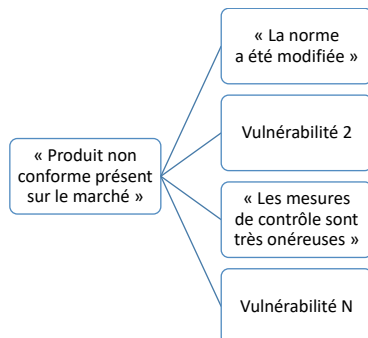 « La norme
a été modifiée »
Vulnérabilité 2
« Produit non
conforme présent
sur le marché »
« Les mesures
de contrôle sont
très onéreuses »
Vulnérabilité N